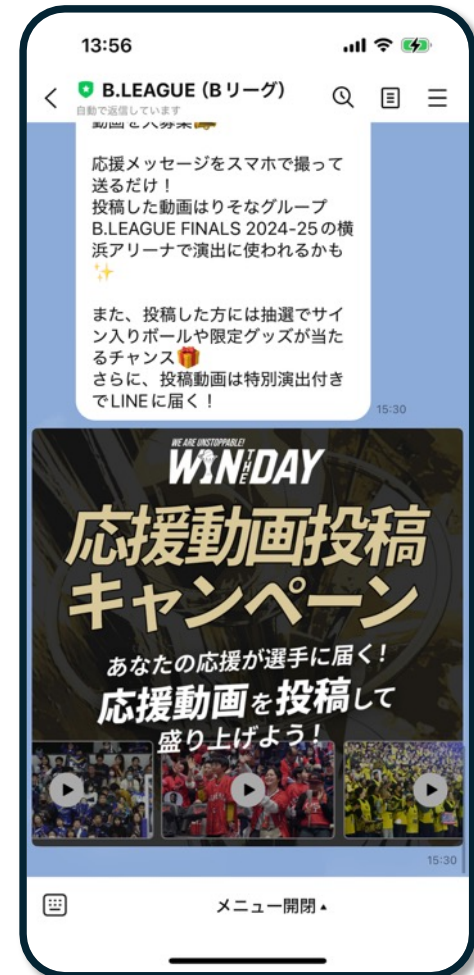 13:56
B.LEAGUE (Bリーグ)
自動で返信しています
動画を大募集
応援メッセージをスマホで撮って
送るだけ！
投稿した動画はりそなグループ
B.LEAGUE FINALS 2024-25の横
浜アリーナで演出に使われるかも
また、投稿した方には抽選でサイ
ン入りボールや限定グッズが当た
るチャンス
さらに、投稿動画は特別演出付き
でLINEに届く！
15:30
WE ARE UNSTOPPABLE!
WIN THE DAY
応援動画投稿
キャンペーン
あなたの応援が選手に届く!
応援動画を投稿して
盛り上げよう!
15:30
メニュー開閉▲